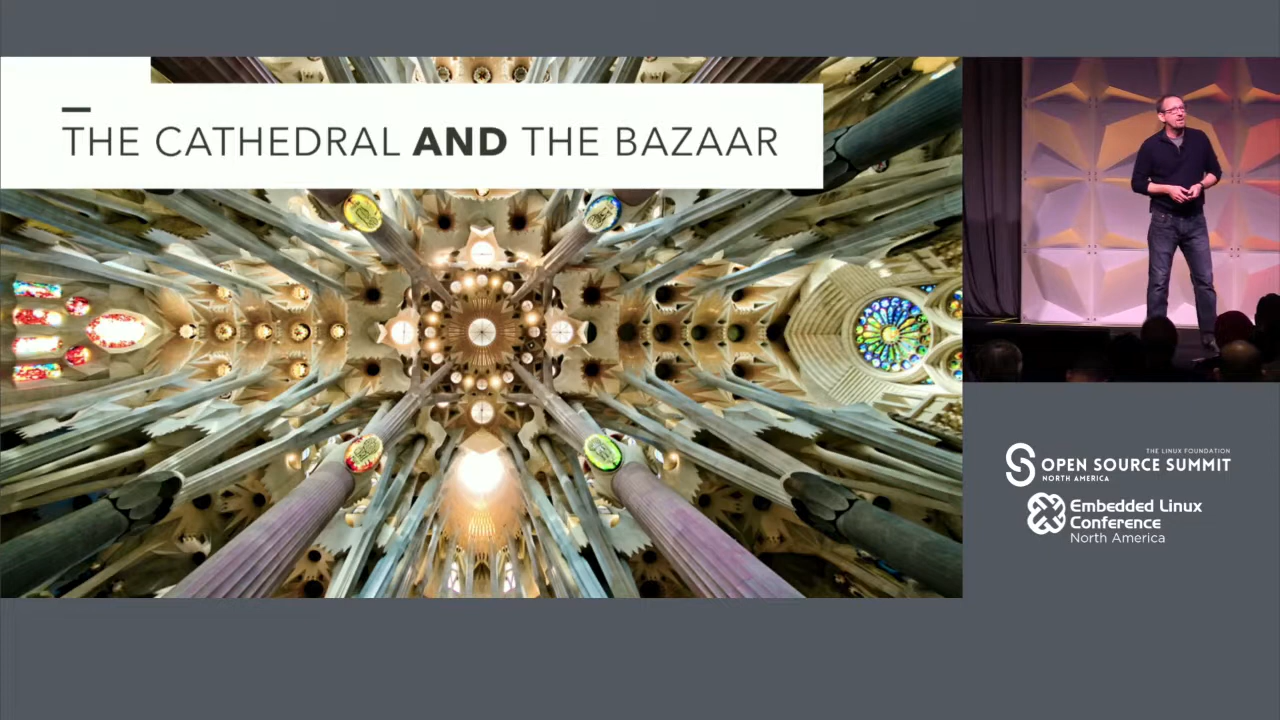 THE CATHEDRAL AND THE BAZAAR
THE LINUX FOUNDATION
OPEN SOURCE SUMMIT
NORTH AMERICA
Embedded Linux
Conference
North America